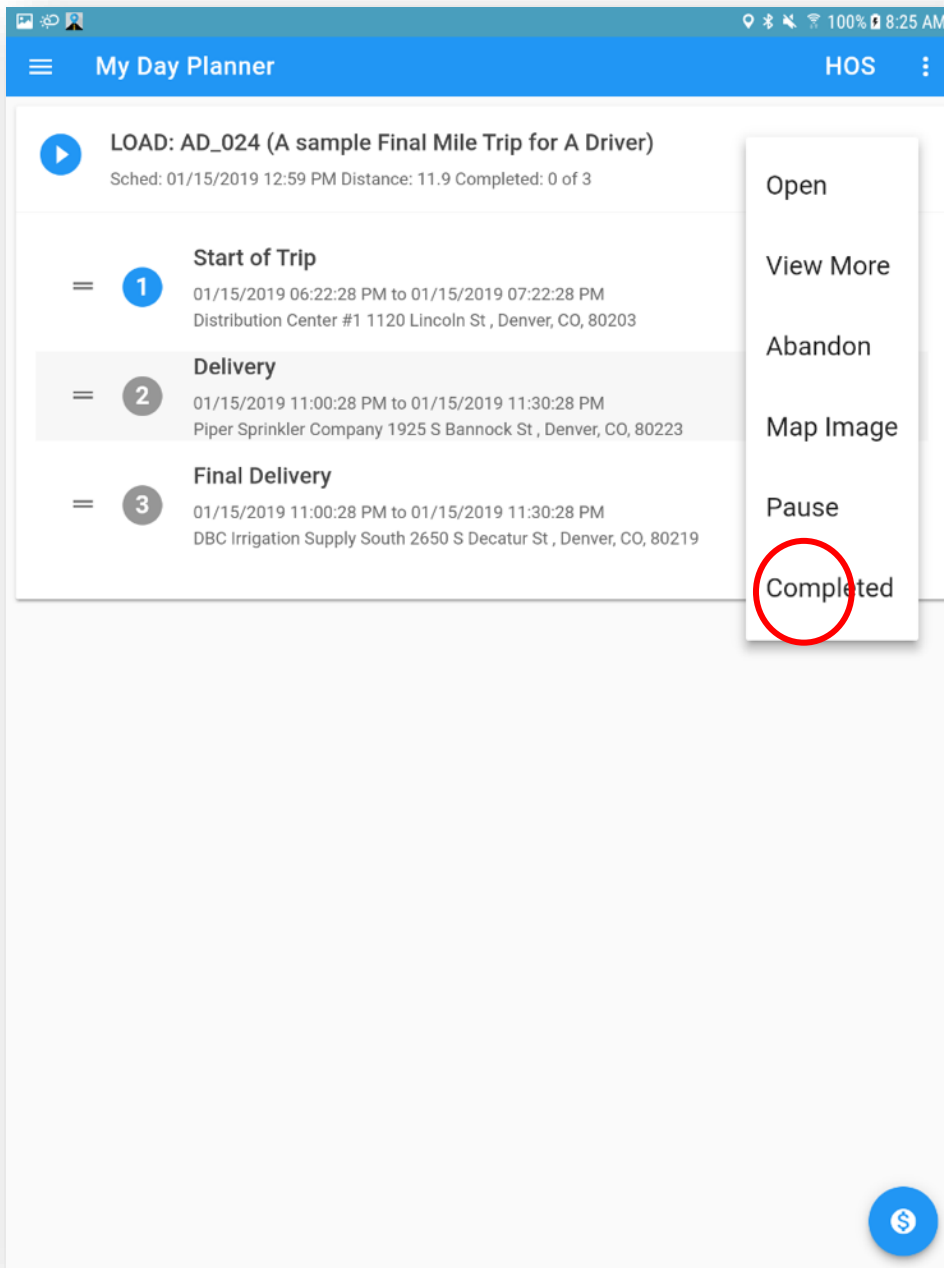 100% 8:25 AM
My Day Planner
HOS
LOAD: AD_024 (A sample Final Mile Trip for A Driver)
Sched: 01/15/2019 12:59 PM Distance: 11.9 Completed: 0 of 3
1
Start of Trip
01/15/2019 06:22:28 PM to 01/15/2019 07:22:28 PM
Distribution Center #1 1120 Lincoln St , Denver, CO, 80203
2
Delivery
01/15/2019 11:00:28 PM to 01/15/2019 11:30:28 PM
Piper Sprinkler Company 1925 S Bannock St , Denver, CO, 80223
3
Final Delivery
01/15/2019 11:00:28 PM to 01/15/2019 11:30:28 PM
DBC Irrigation Supply South 2650 S Decatur St , Denver, CO, 80219
Open
View More
Abandon
Map Image
Pause
Completed
$